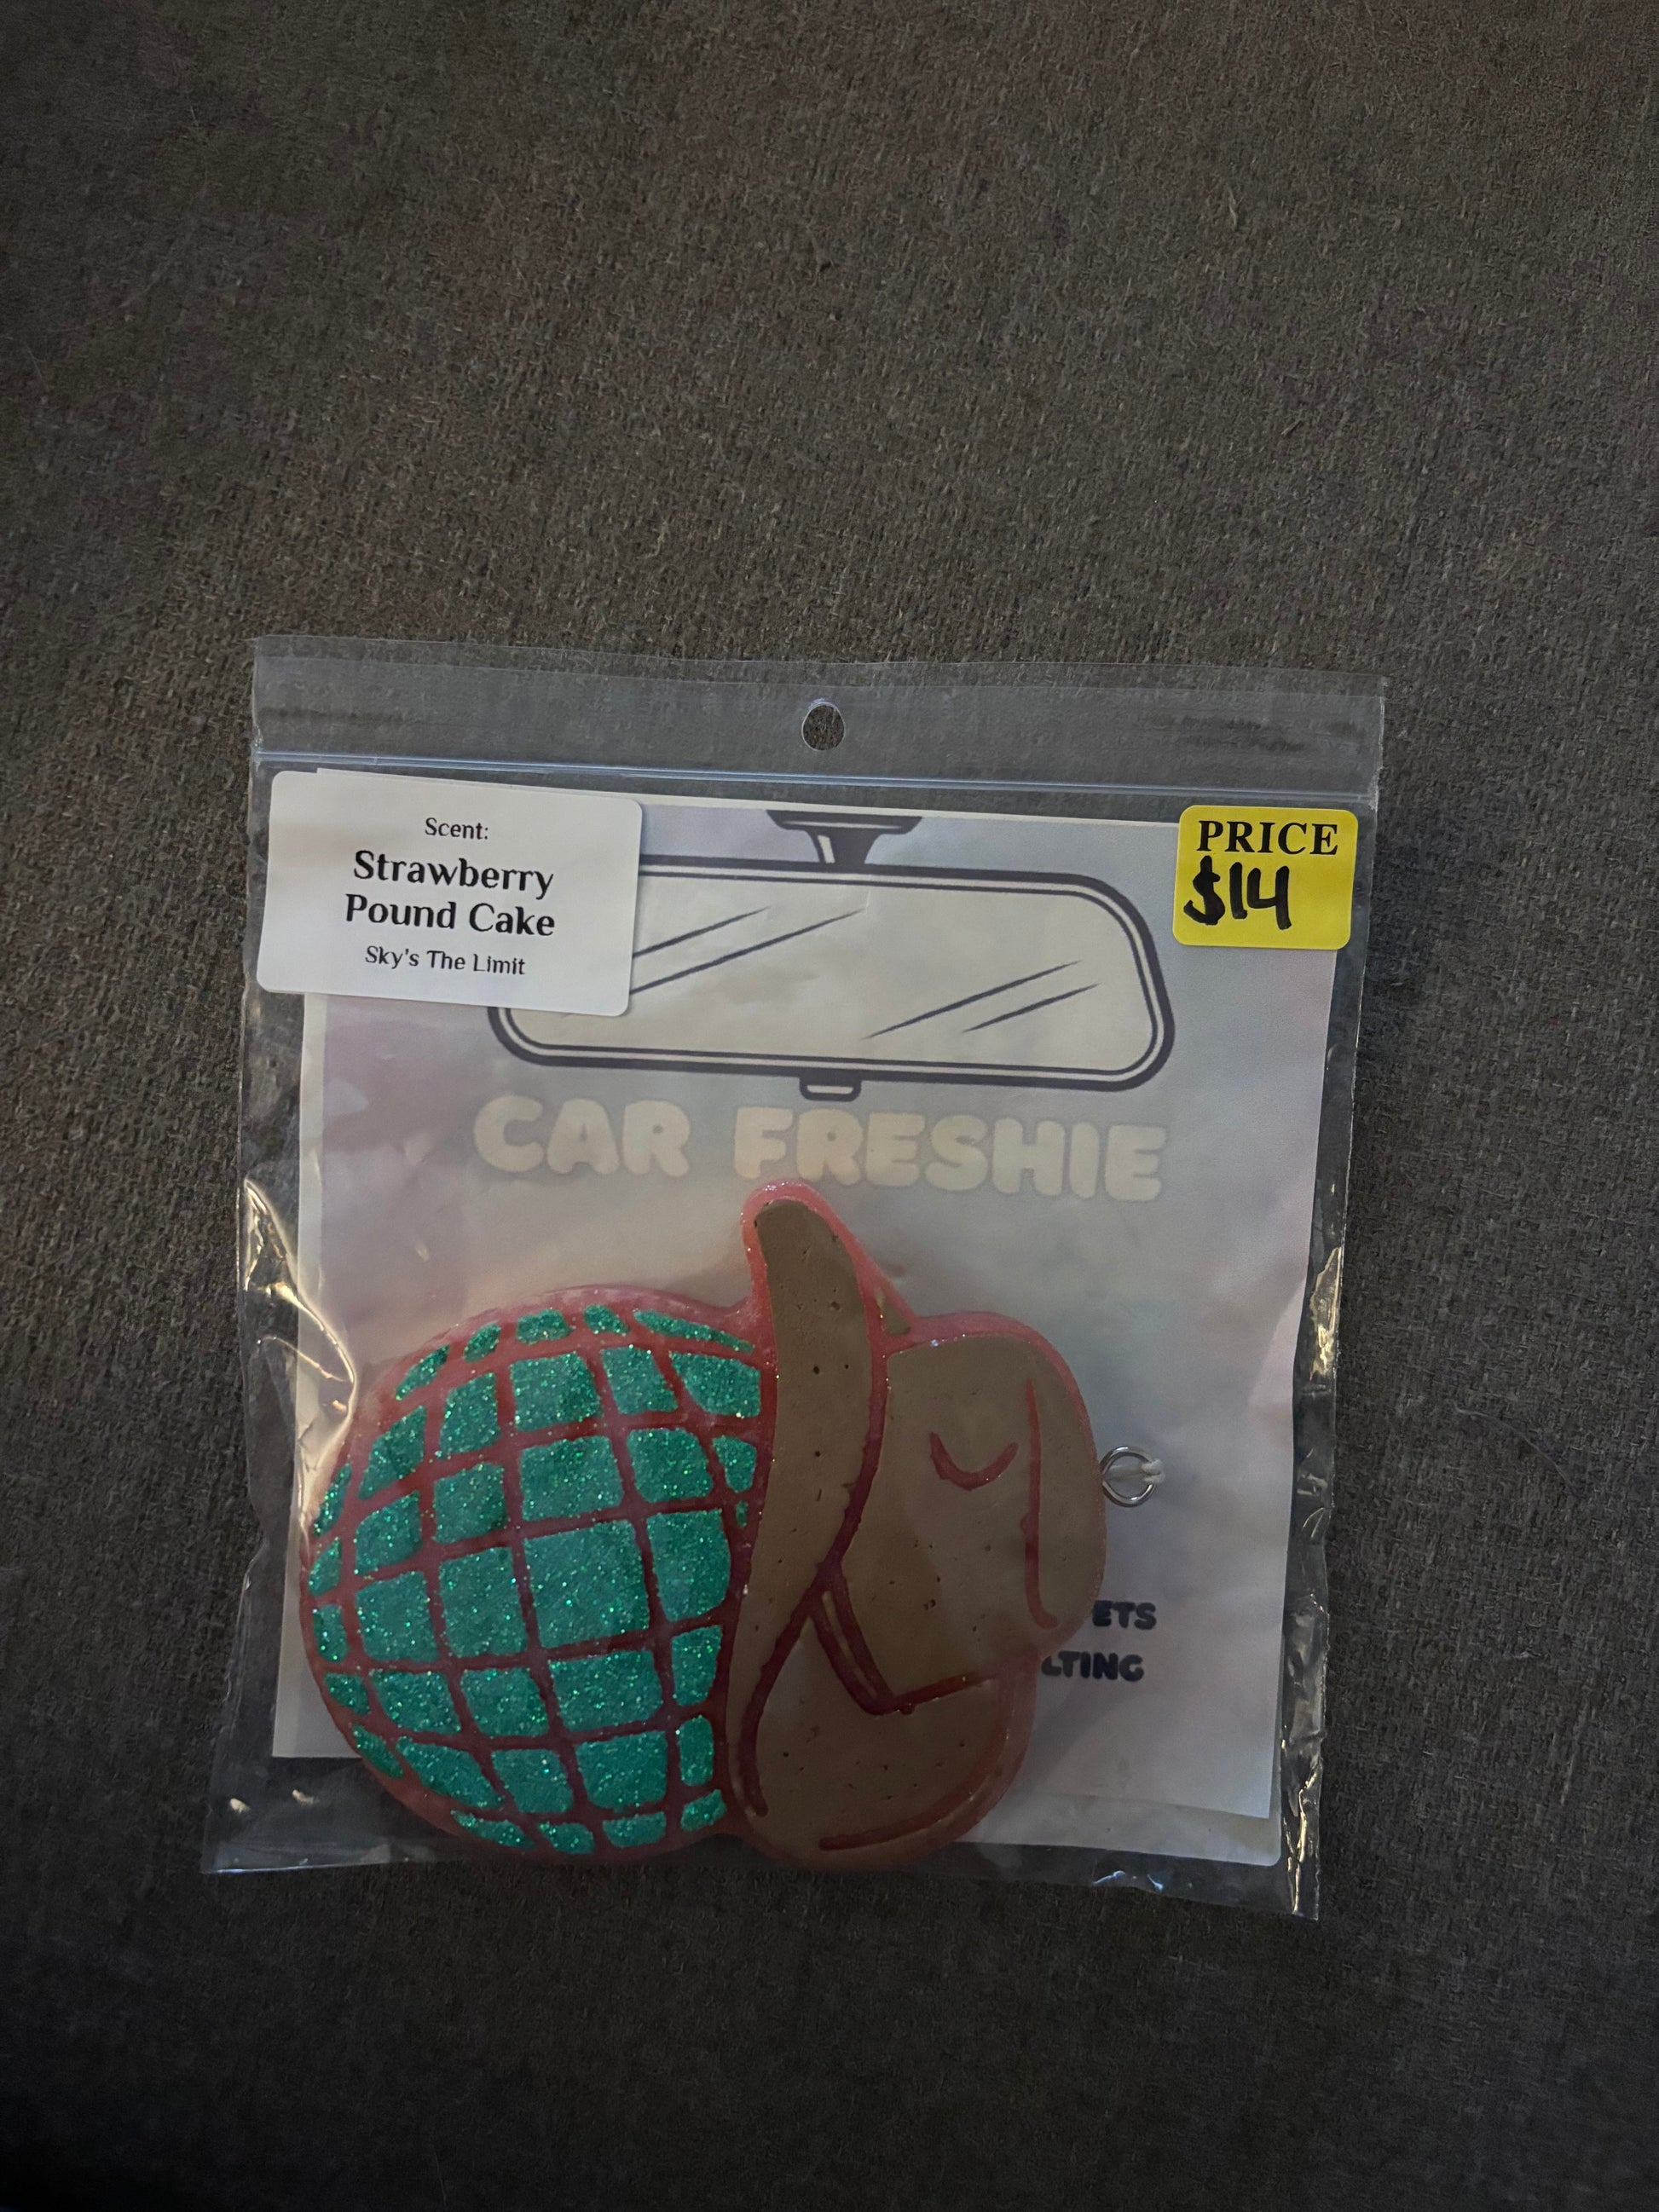 Scent:
Strawberry
Pound Cake
Sky's The Limit
PRICE
$14
CAR FRESHIE